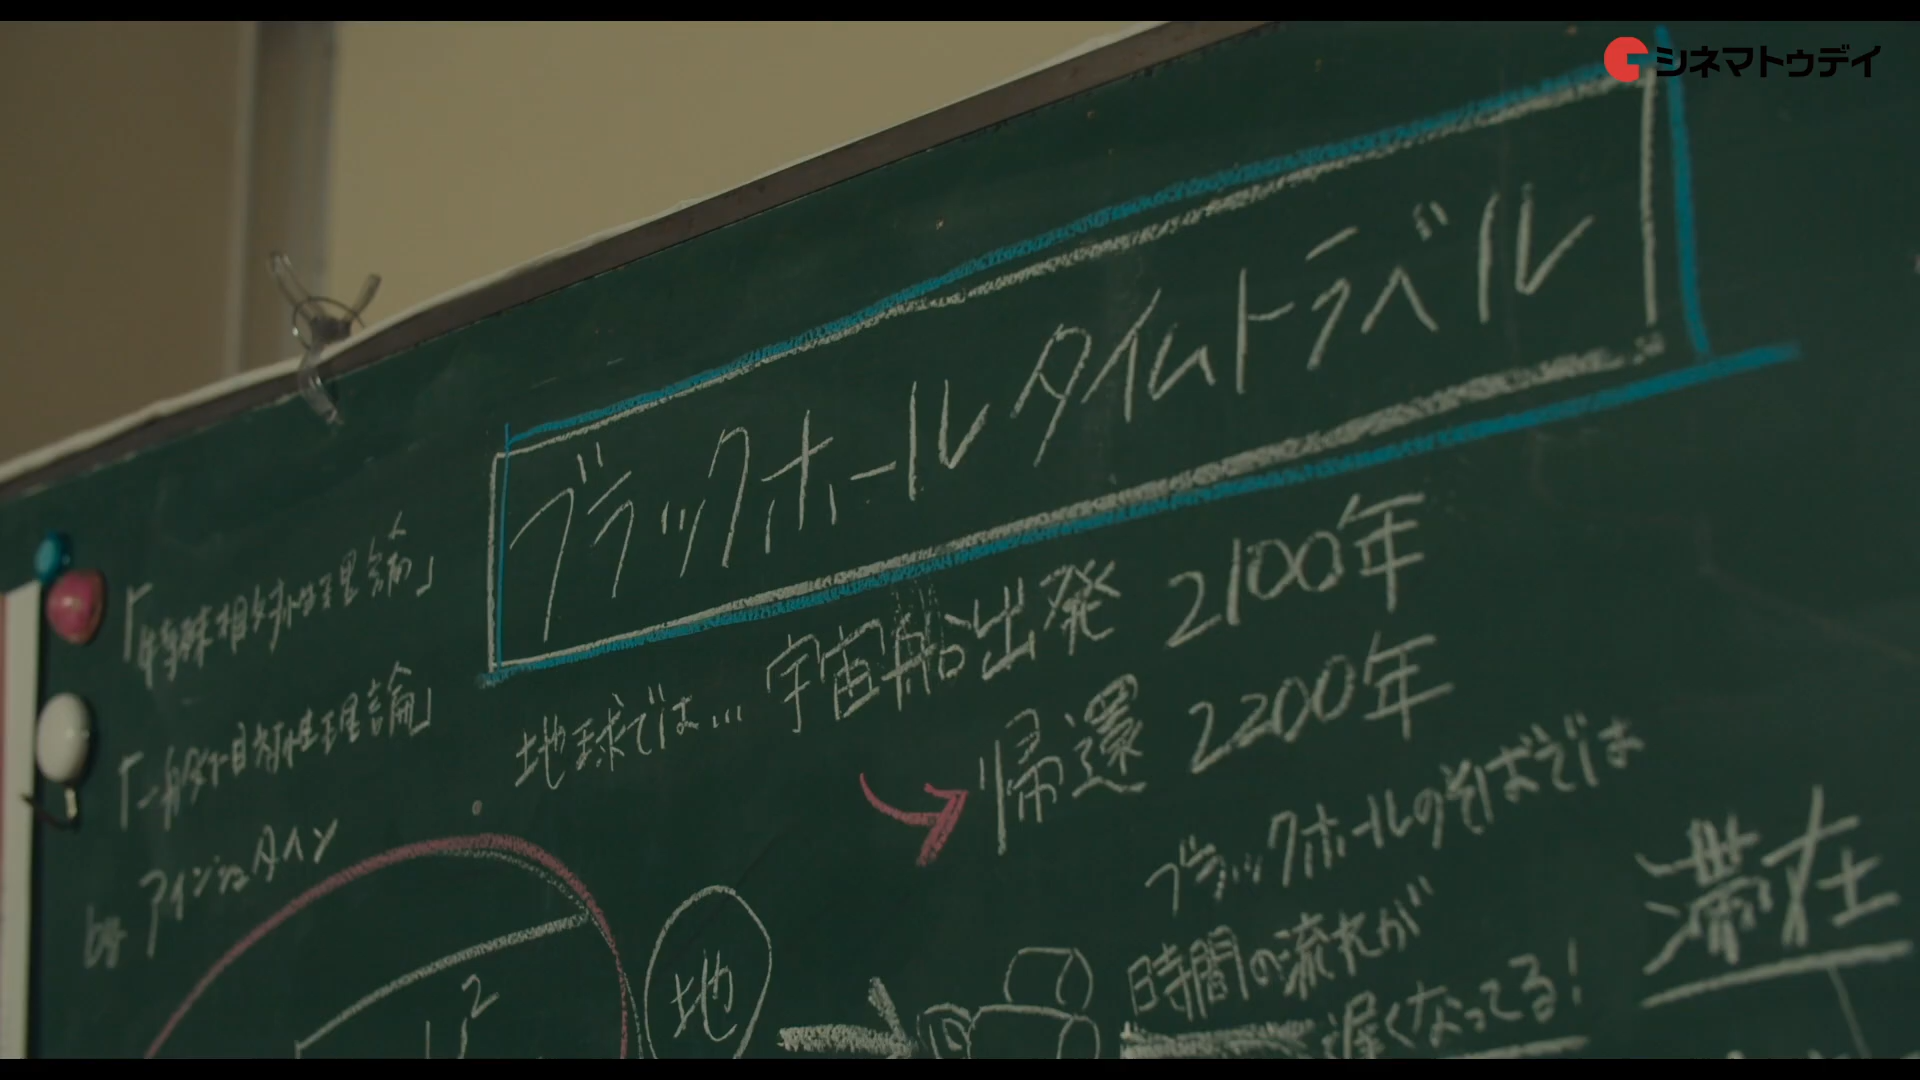 シネマトゥデイ
ブラックホールタイムトラベル
「特殊相対性理論」
「一般相対性理論」
by アインシュタイン
地球では… 宇宙船出発 2100年
帰還 2200年
ブラックホールのそばでは
時間の流れが
遅くなってる!
滞在
地
2